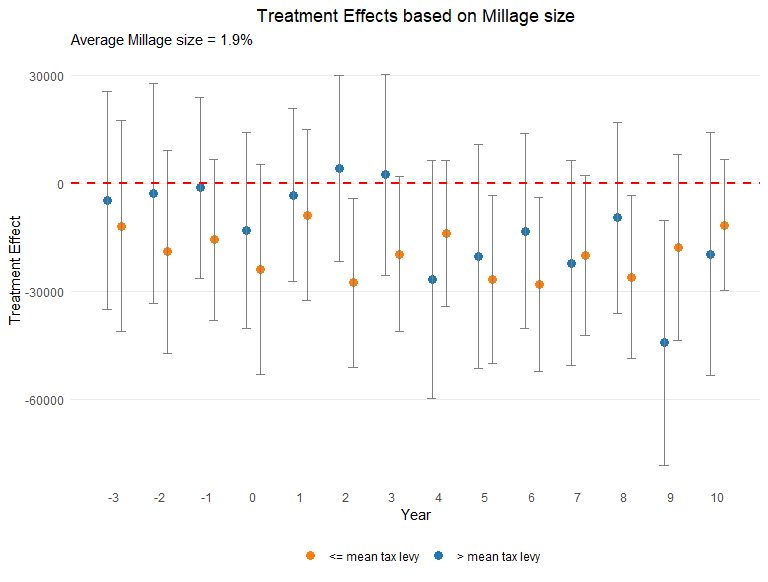 Treatment Effects based on Millage size
Average Millage size = 1.9%
30000
0
-30000
-60000
Treatment Effect
-3 -2 -1 0 1 2 3 4 5 6 7 8 9 10
Year
<= mean tax levy > mean tax levy